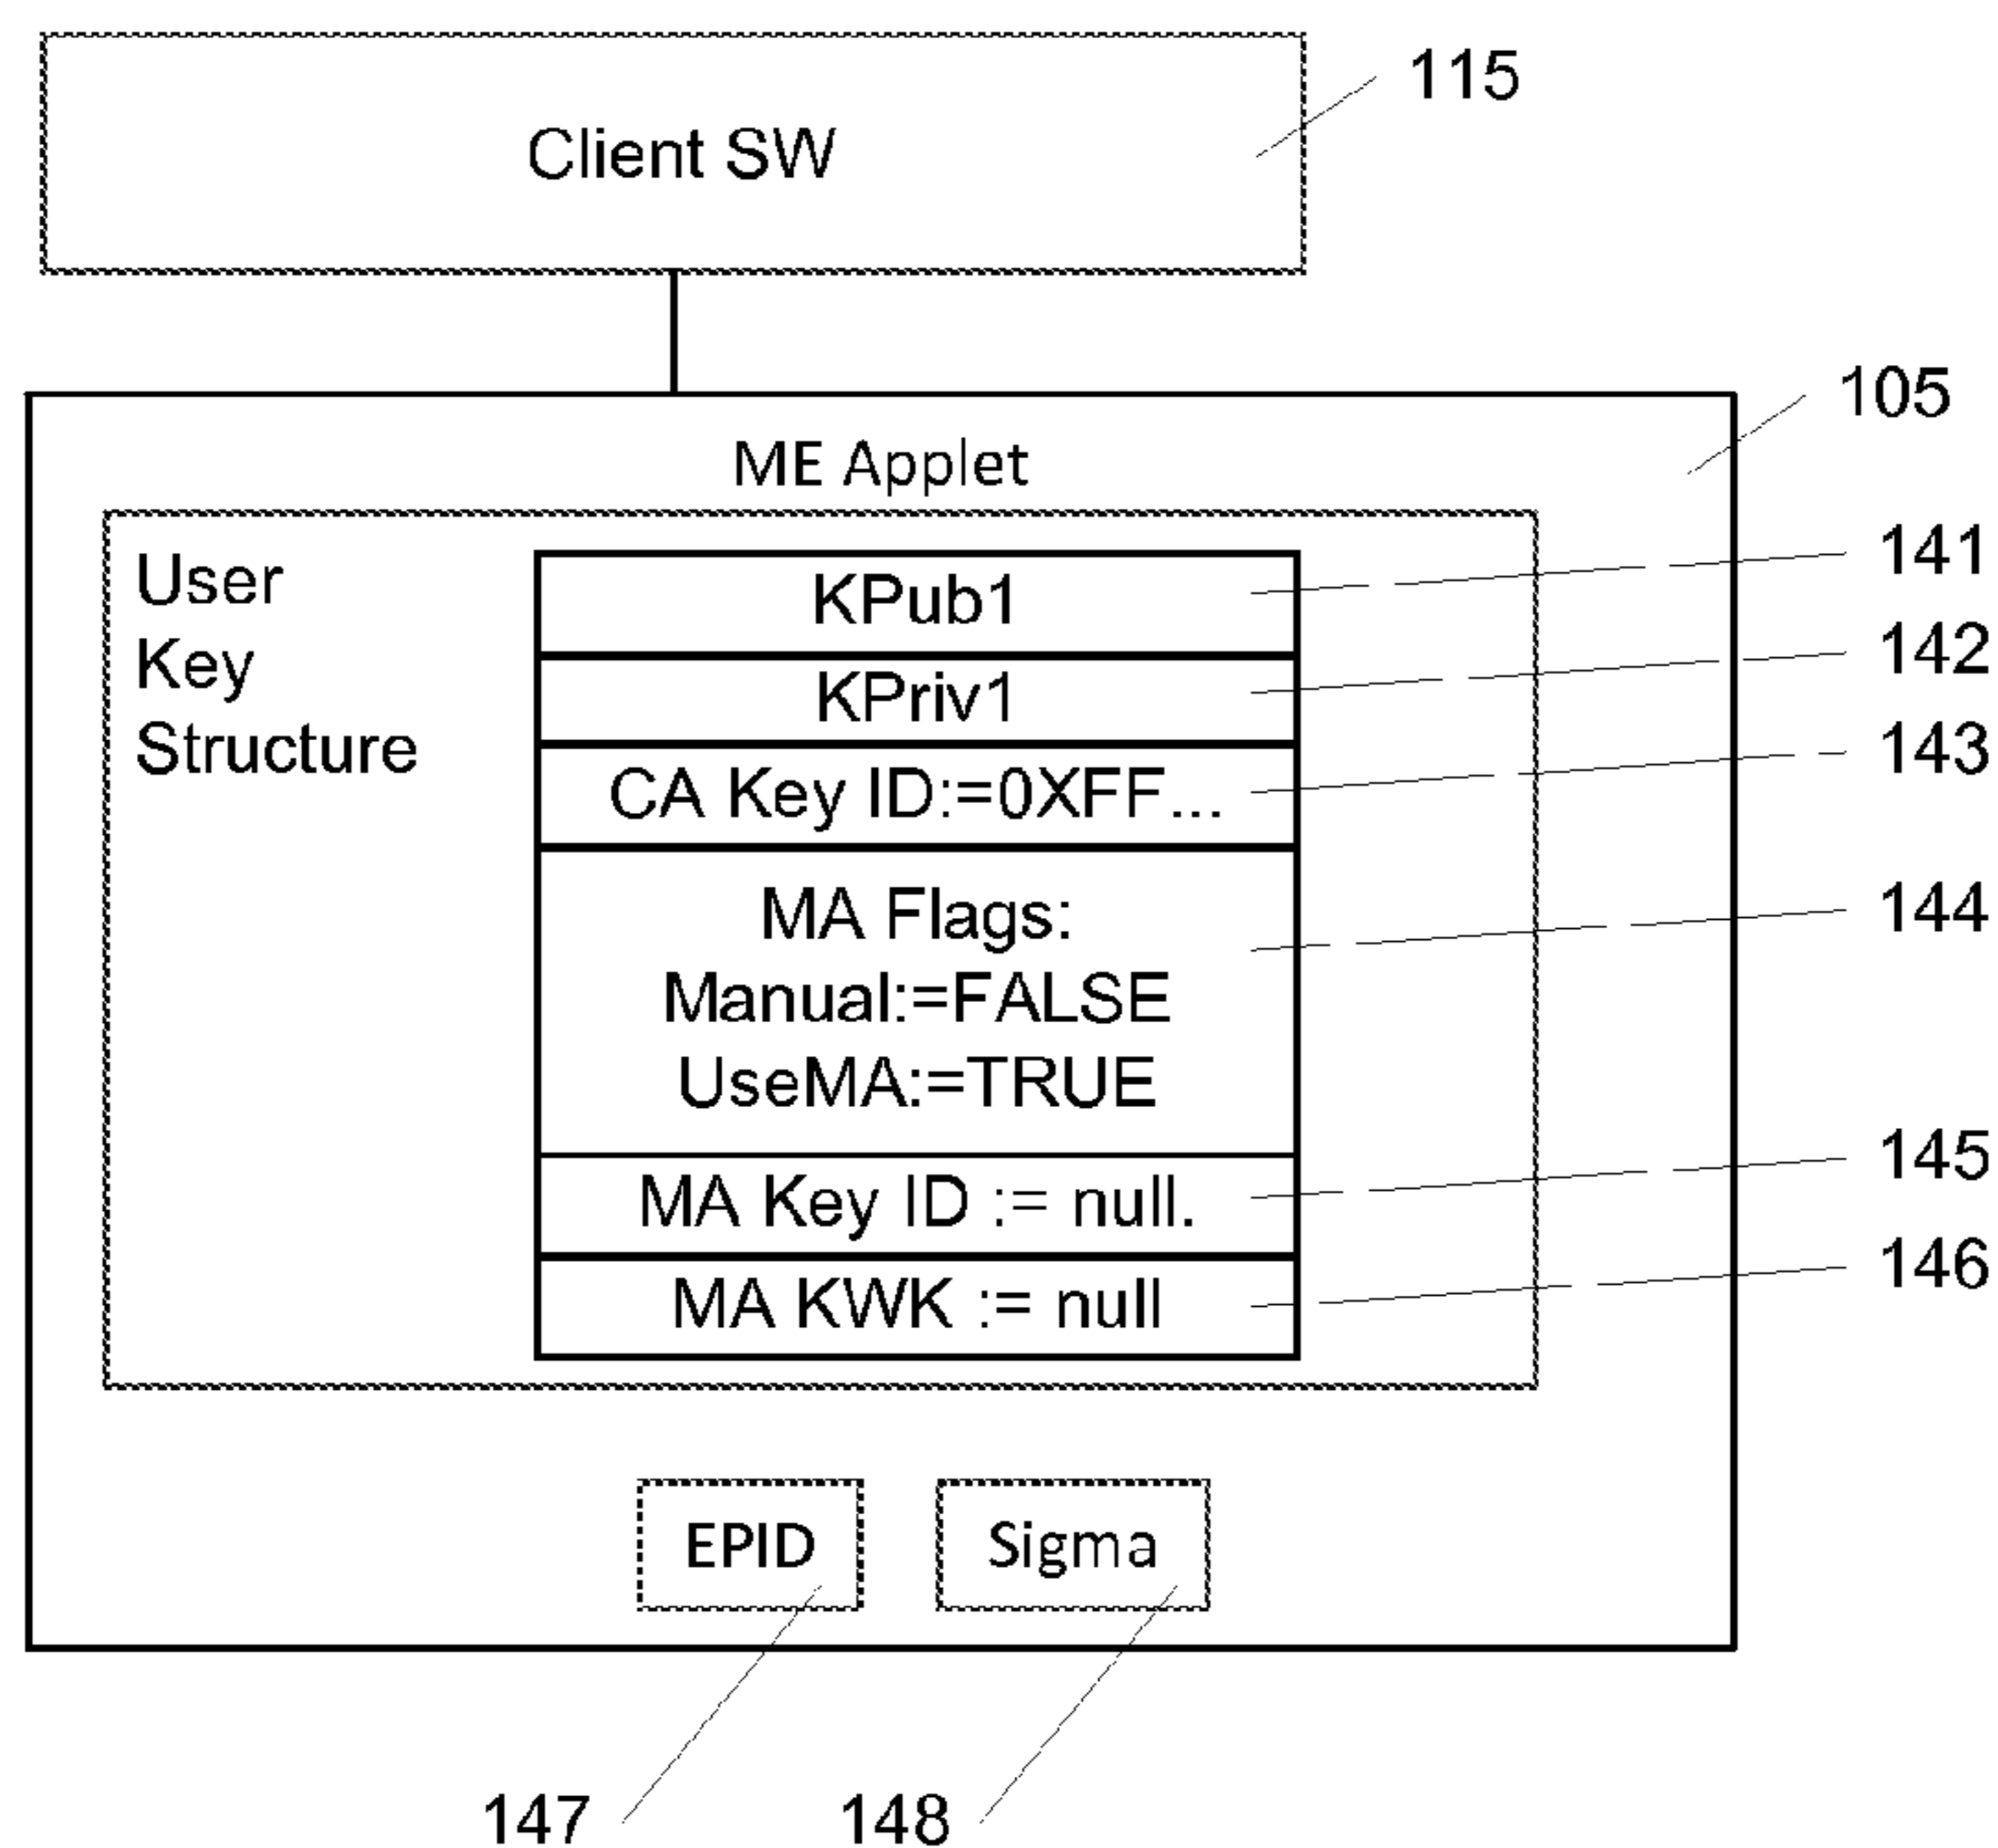 Client SW
115
105
ME Applet
User
Key
Structure
KPub1
141
KPriv1
142
CA Key ID:=0XFF...
143
MA Flags:
Manual:=FALSE
UseMA:=TRUE
144
MA Key ID := null.
145
MA KWK := null
146
EPID
Sigma
147
148